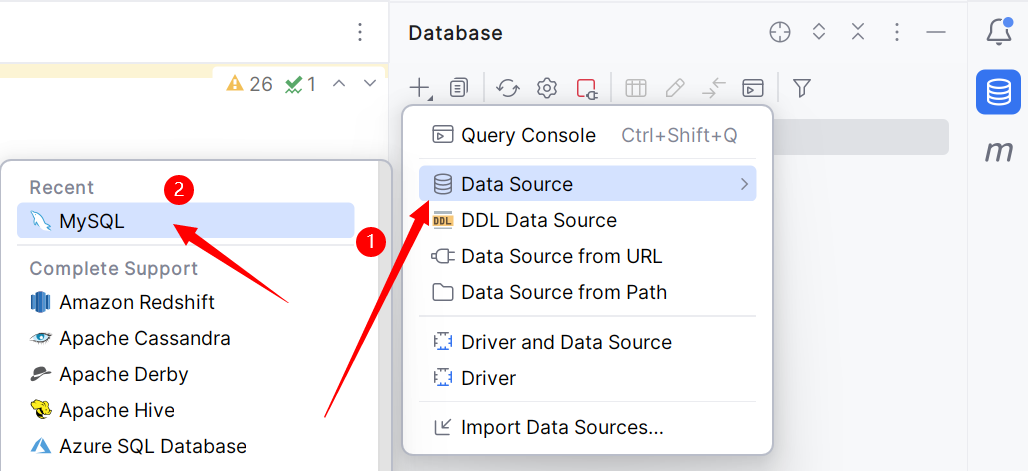 Database
26 1
Query Console Ctrl+Shift+Q
Data Source
DDL DDL Data Source
Data Source from URL
Data Source from Path
Driver and Data Source
Driver
Import Data Sources...
Recent
2
MySQL
1
Complete Support
Amazon Redshift
Apache Cassandra
Apache Derby
Apache Hive
Azure SQL Database
m